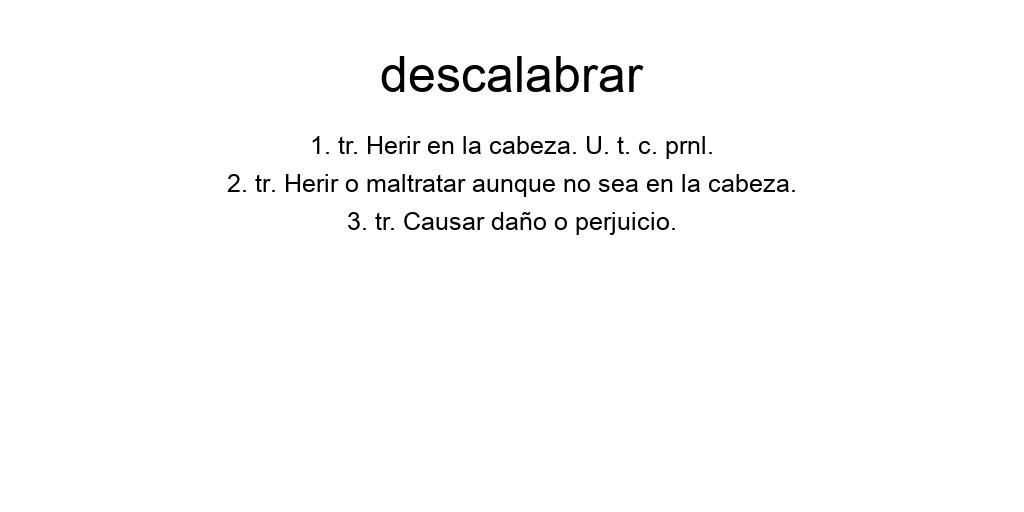 descalabrar
1. tr. Herir en la cabeza. U. t. c. prnl.
2. tr. Herir o maltratar aunque no sea en la cabeza.
3. tr. Causar daño o perjuicio.